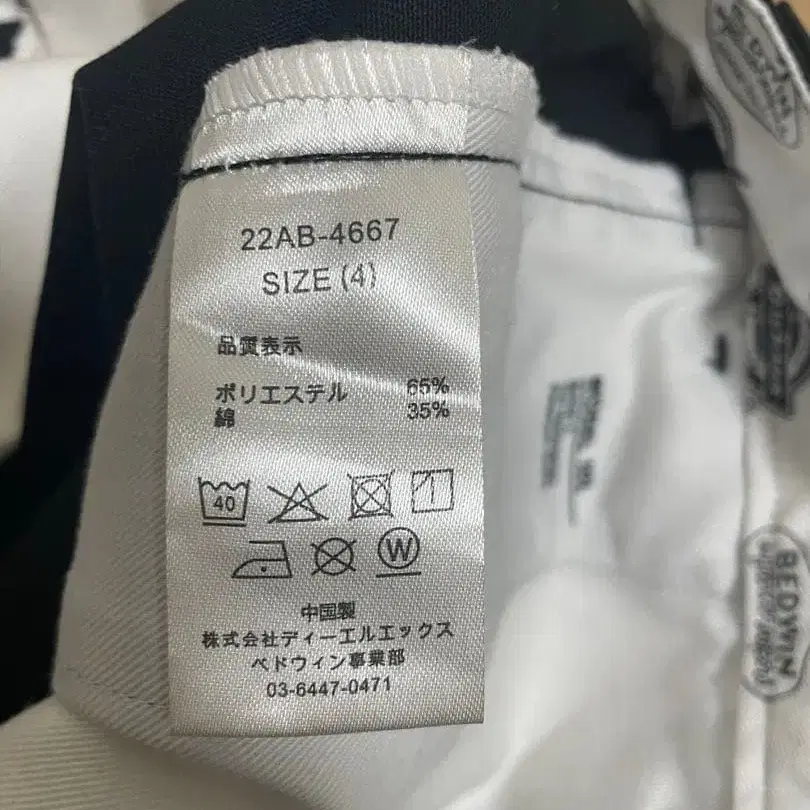 22AB-4667
SIZE (4)
品質表示
ポリエステル 65%
綿 35%
40
W
中国製
株式会社ディーエルエックス
ベドウィン事業部
03-6447-0471
BEDWIN